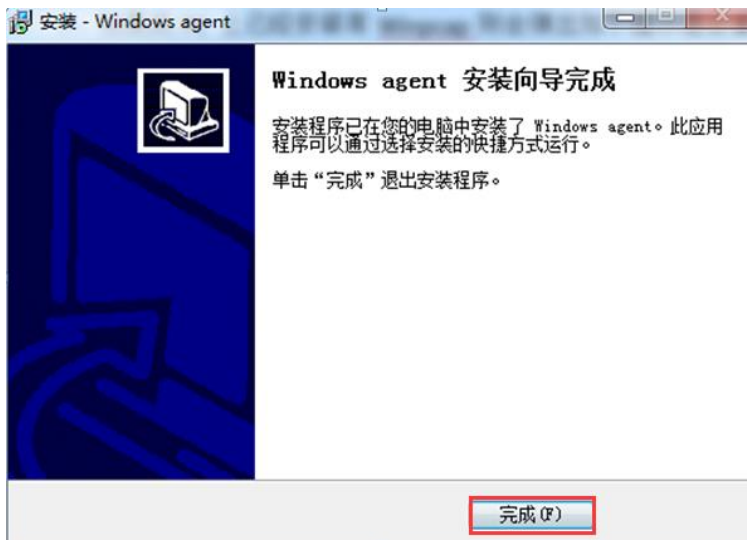 安装 - Windows agent
Windows agent 安装向导完成
安装程序已在您的电脑中安装了 Windows agent。此应用
程序可以通过选择安装的快捷方式运行。
单击“完成”退出安装程序。
完成(F)